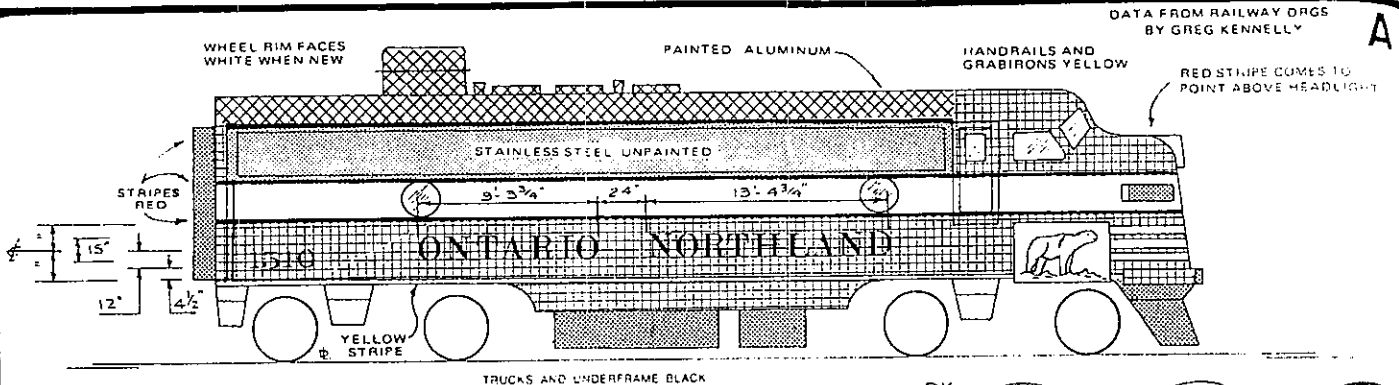 DATA FROM RAILWAY DRGS
BY GREG KENNELLY
A
WHEEL RIM FACES
WHITE WHEN NEW
PAINTED ALUMINUM
HANDRAILS AND
GRABIRONS YELLOW
RED STRIPE COMES TO
POINT ABOVE HEADLIGHT
STAINLESS STEEL UNPAINTED
STRIPES
RED
9'-3¾"
24"
13'-4¾"
15"
1510
ONTARIO NORTHLAND
12"
4½"
YELLOW
STRIPE
TRUCKS AND UNDERFRAME BLACK